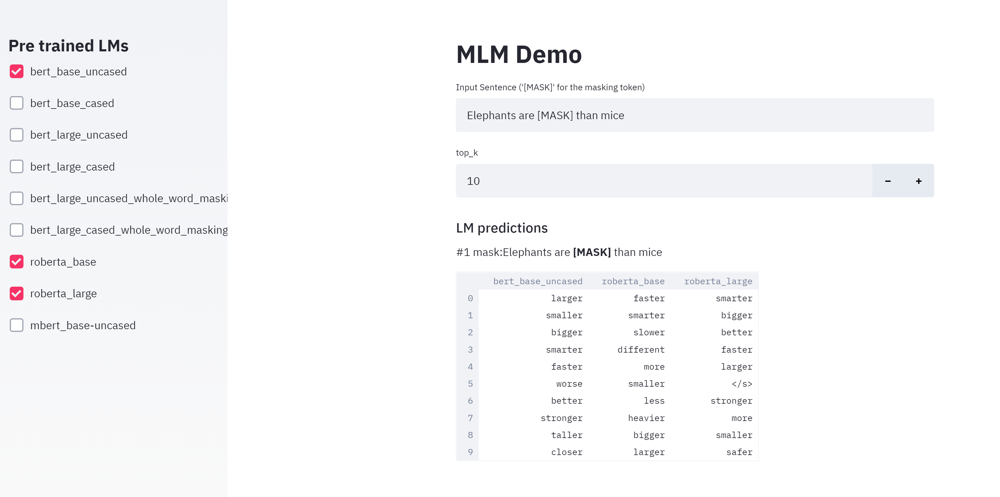 Pre trained LMs
bert_base_uncased
bert_base_cased
bert_large_uncased
bert_large_cased
bert_large_uncased_whole_word_maski
bert_large_cased_whole_word_masking
roberta_base
roberta_large
mbert_base-uncased
MLM Demo
Input Sentence ('[MASK]' for the masking token)
Elephants are [MASK] than mice
top_k
10 − +
LM predictions
#1 mask:Elephants are [MASK] than mice
bert_base_uncased roberta_base roberta_large
0 larger faster smarter
1 smaller smarter bigger
2 bigger slower better
3 smarter different faster
4 faster more larger
5 worse smaller </s>
6 better less stronger
7 stronger heavier more
8 taller bigger smaller
9 closer larger safer